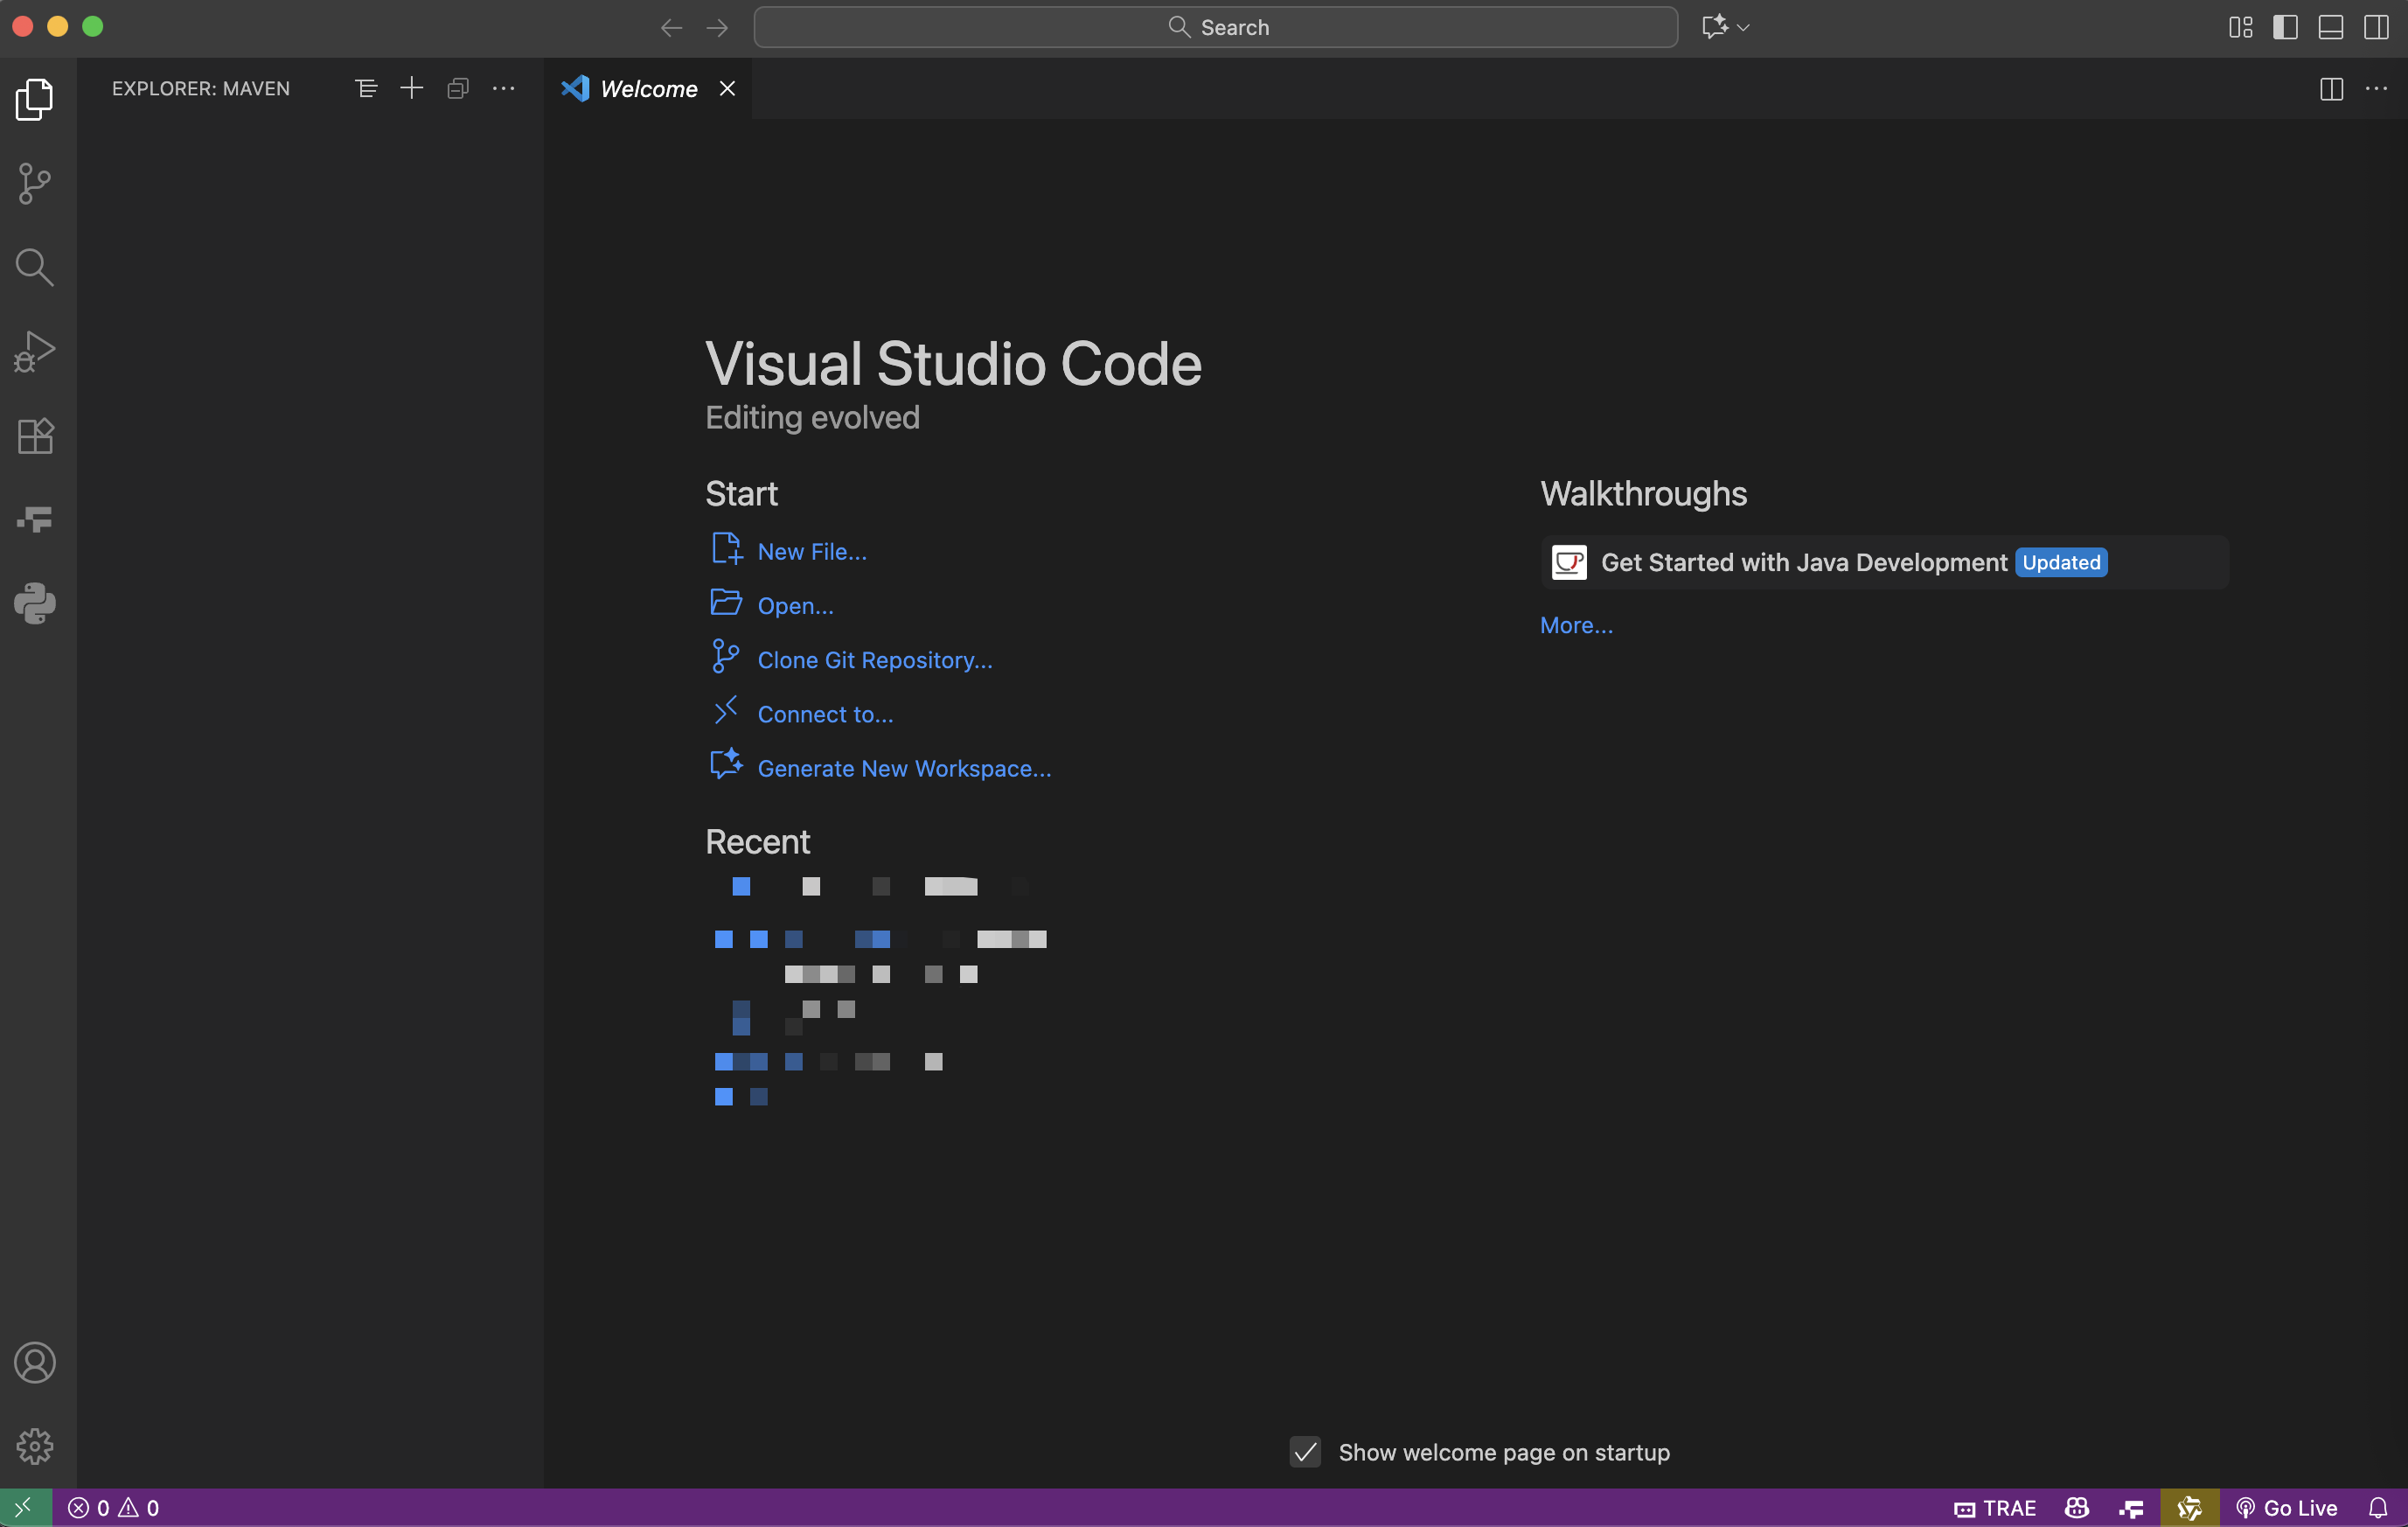 Search
EXPLORER: MAVEN
Welcome
Visual Studio Code
Editing evolved
Start
New File...
Open...
Clone Git Repository...
Connect to...
Generate New Workspace...
Walkthroughs
Get Started with Java Development Updated
More...
Recent
Show welcome page on startup
0 0
TRAE
Go Live